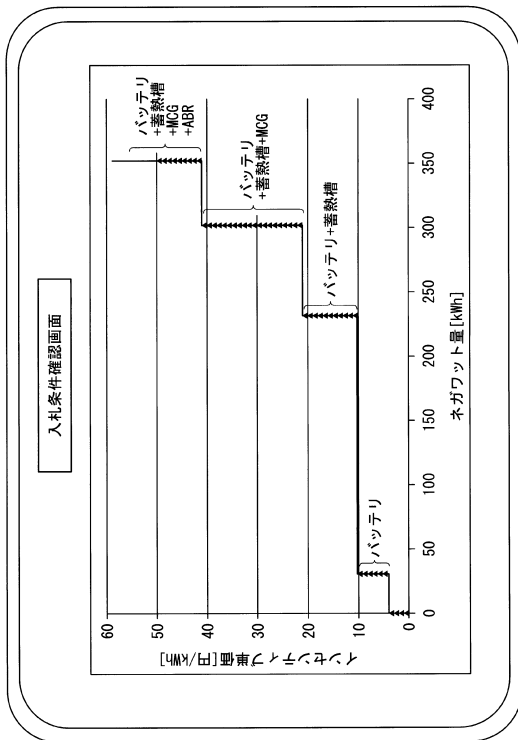 入札条件確認画面
インセンティブ単価[円/kWh]
60
50
40
30
20
10
0
バッテリ
+蓄熱槽
+MCG
+ABR
バッテリ
+蓄熱槽+MCG
バッテリ+蓄熱槽
バッテリ
0
50
100
150
200
250
300
350
400
ネガワット量[kWh]